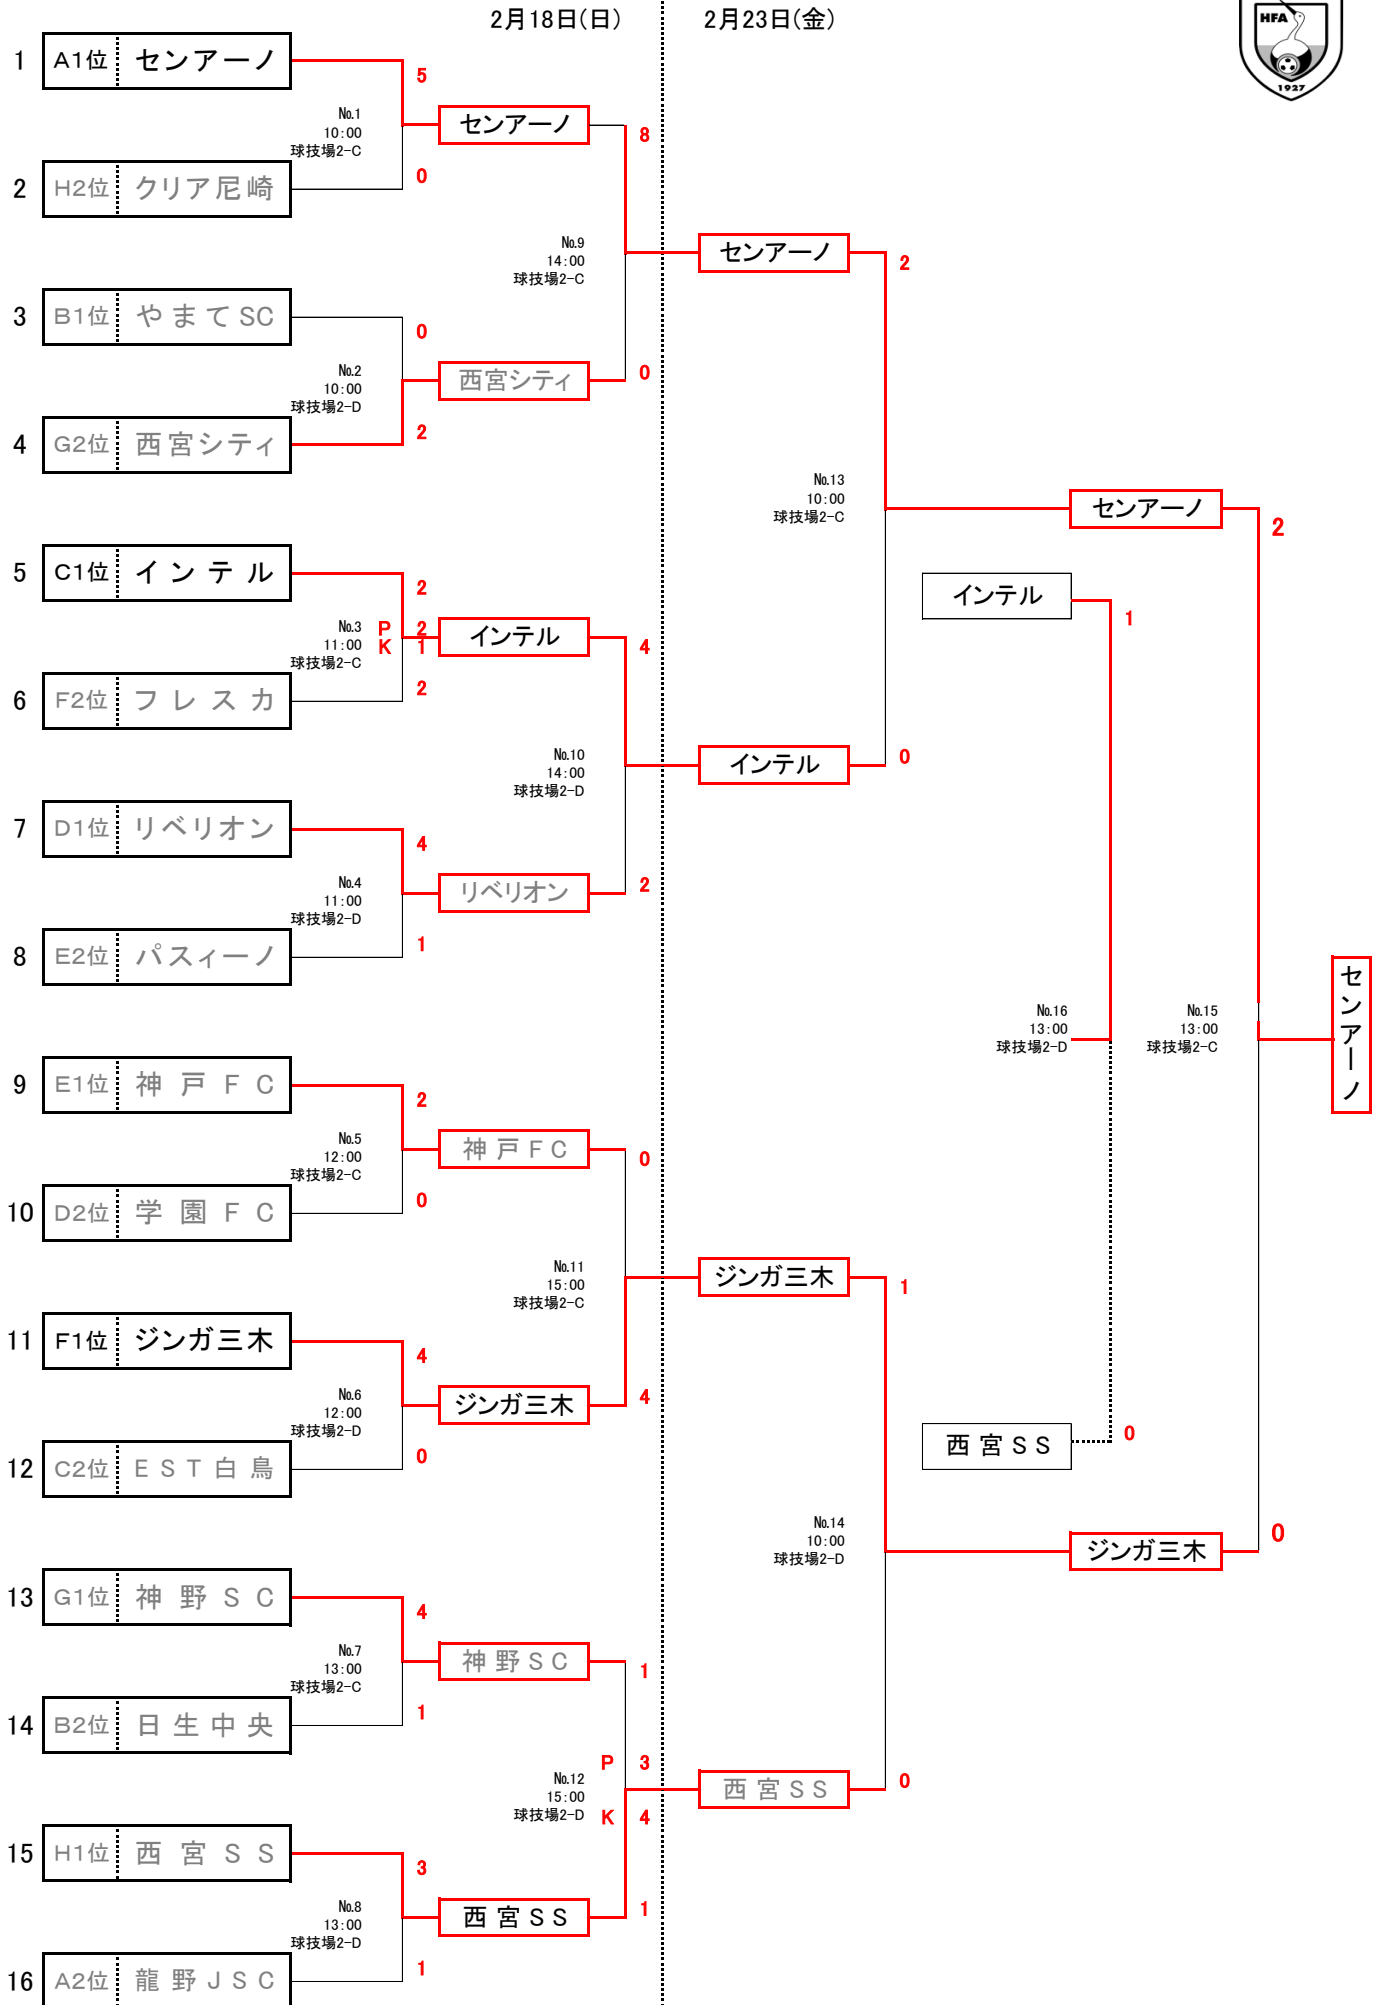 2月18日(日) 2月23日(金)
HFA
1927
1 A1位 センアーノ
5
No.1
10:00
球技場2-C
センアーノ
8
0
2 H2位 クリア尼崎
No.9
14:00
球技場2-C
センアーノ
2
3 B1位 やまてSC
0
No.2
10:00
球技場2-D
西宮シティ
0
2
4 G2位 西宮シティ
No.13
10:00
球技場2-C
センアーノ
2
5 C1位 インテル
2
インテル
1
No.3
11:00
球技場2-C
PK
2
1
インテル
4
2
6 F2位 フレスカ
No.10
14:00
球技場2-D
インテル
0
7 D1位 リベリオン
4
No.4
11:00
球技場2-D
リベリオン
2
1
8 E2位 パスィーノ
No.16
13:00
球技場2-D
No.15
13:00
球技場2-C
センアーノ
9 E1位 神戸FC
2
No.5
12:00
球技場2-C
神戸FC
0
0
10 D2位 学園FC
No.11
15:00
球技場2-C
ジンガ三木
1
11 F1位 ジンガ三木
4
No.6
12:00
球技場2-D
ジンガ三木
4
0
西宮SS
0
12 C2位 EST白鳥
No.14
10:00
球技場2-D
ジンガ三木
0
13 G1位 神野SC
4
No.7
13:00
球技場2-C
神野SC
1
1
14 B2位 日生中央
No.12
15:00
球技場2-D
P 3
K 4
西宮SS
0
15 H1位 西宮SS
3
No.8
13:00
球技場2-D
西宮SS
1
1
16 A2位 龍野JSC